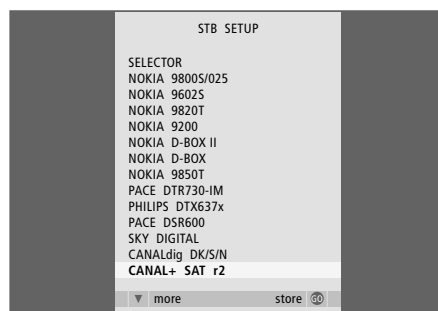 STB SETUP
SELECTOR
NOKIA 9800S/025
NOKIA 9602S
NOKIA 9820T
NOKIA 9200
NOKIA D-BOX II
NOKIA D-BOX
NOKIA 9850T
PACE DTR730-IM
PHILIPS DTX637x
PACE DSR600
SKY DIGITAL
CANALdig DK/S/N
CANAL+ SAT r2
more store GO